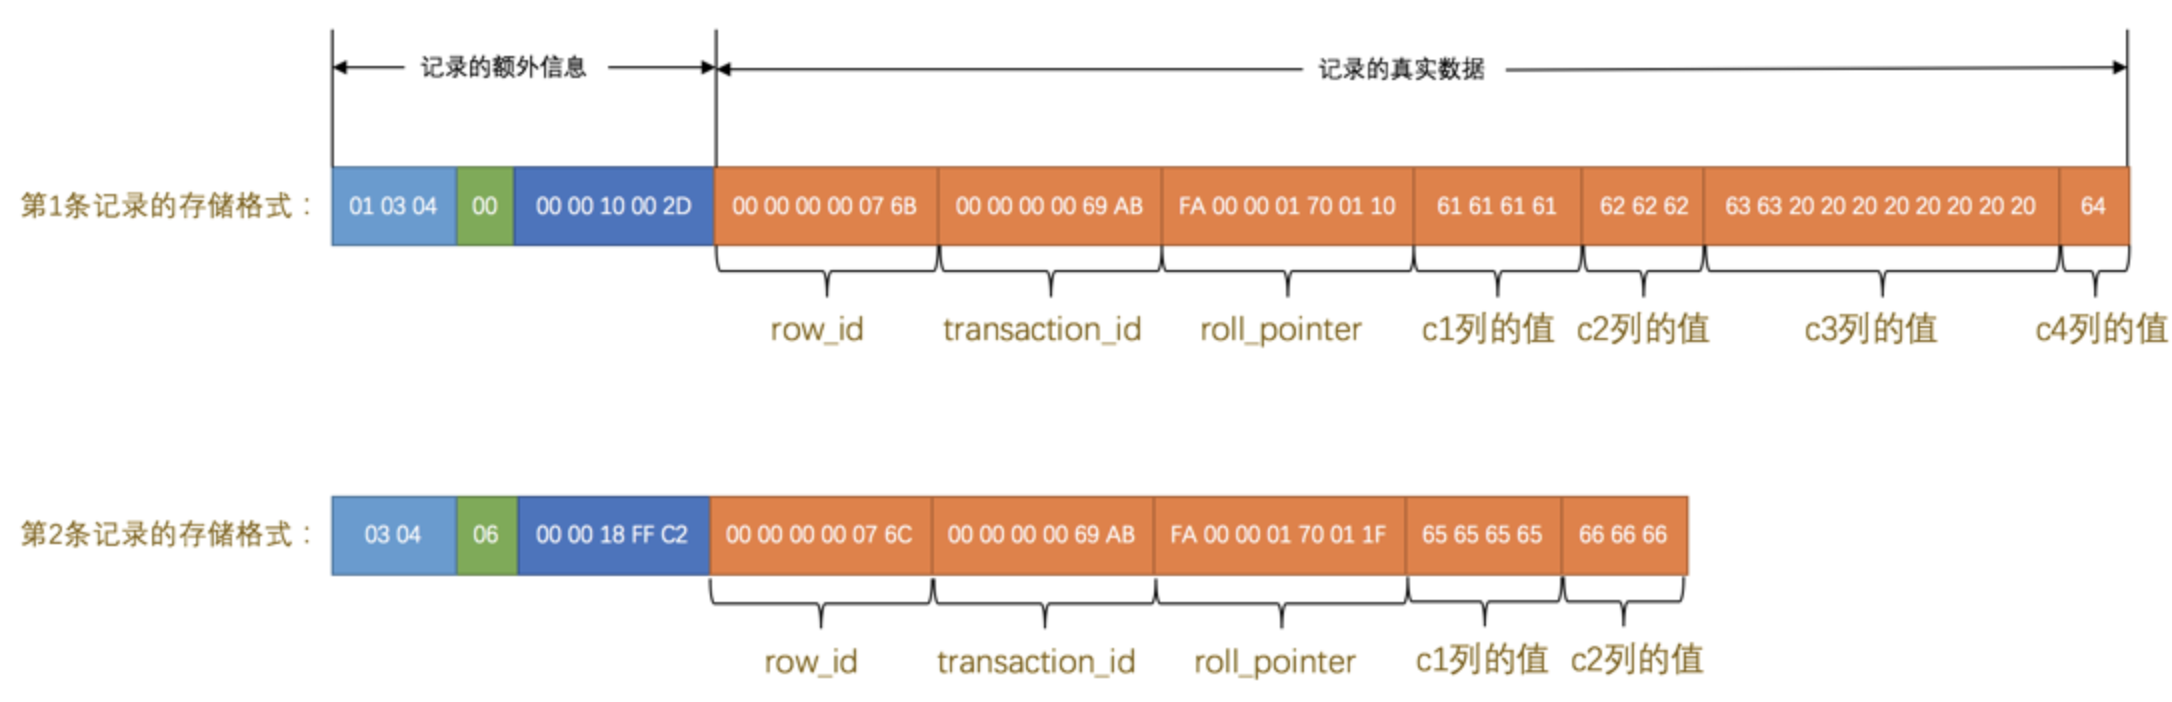 记录的额外信息 记录的真实数据
第1条记录的存储格式： 01 03 04 00 00 00 10 00 2D 00 00 00 00 07 6B 00 00 00 00 69 AB FA 00 00 01 70 01 10 61 61 61 61 62 62 62 63 63 20 20 20 20 20 20 20 20 64
row_id transaction_id roll_pointer c1列的值 c2列的值 c3列的值 c4列的值
第2条记录的存储格式： 03 04 06 00 00 18 FF C2 00 00 00 00 07 6C 00 00 00 00 69 AB FA 00 00 01 70 01 1F 65 65 65 65 66 66 66
row_id transaction_id roll_pointer c1列的值 c2列的值